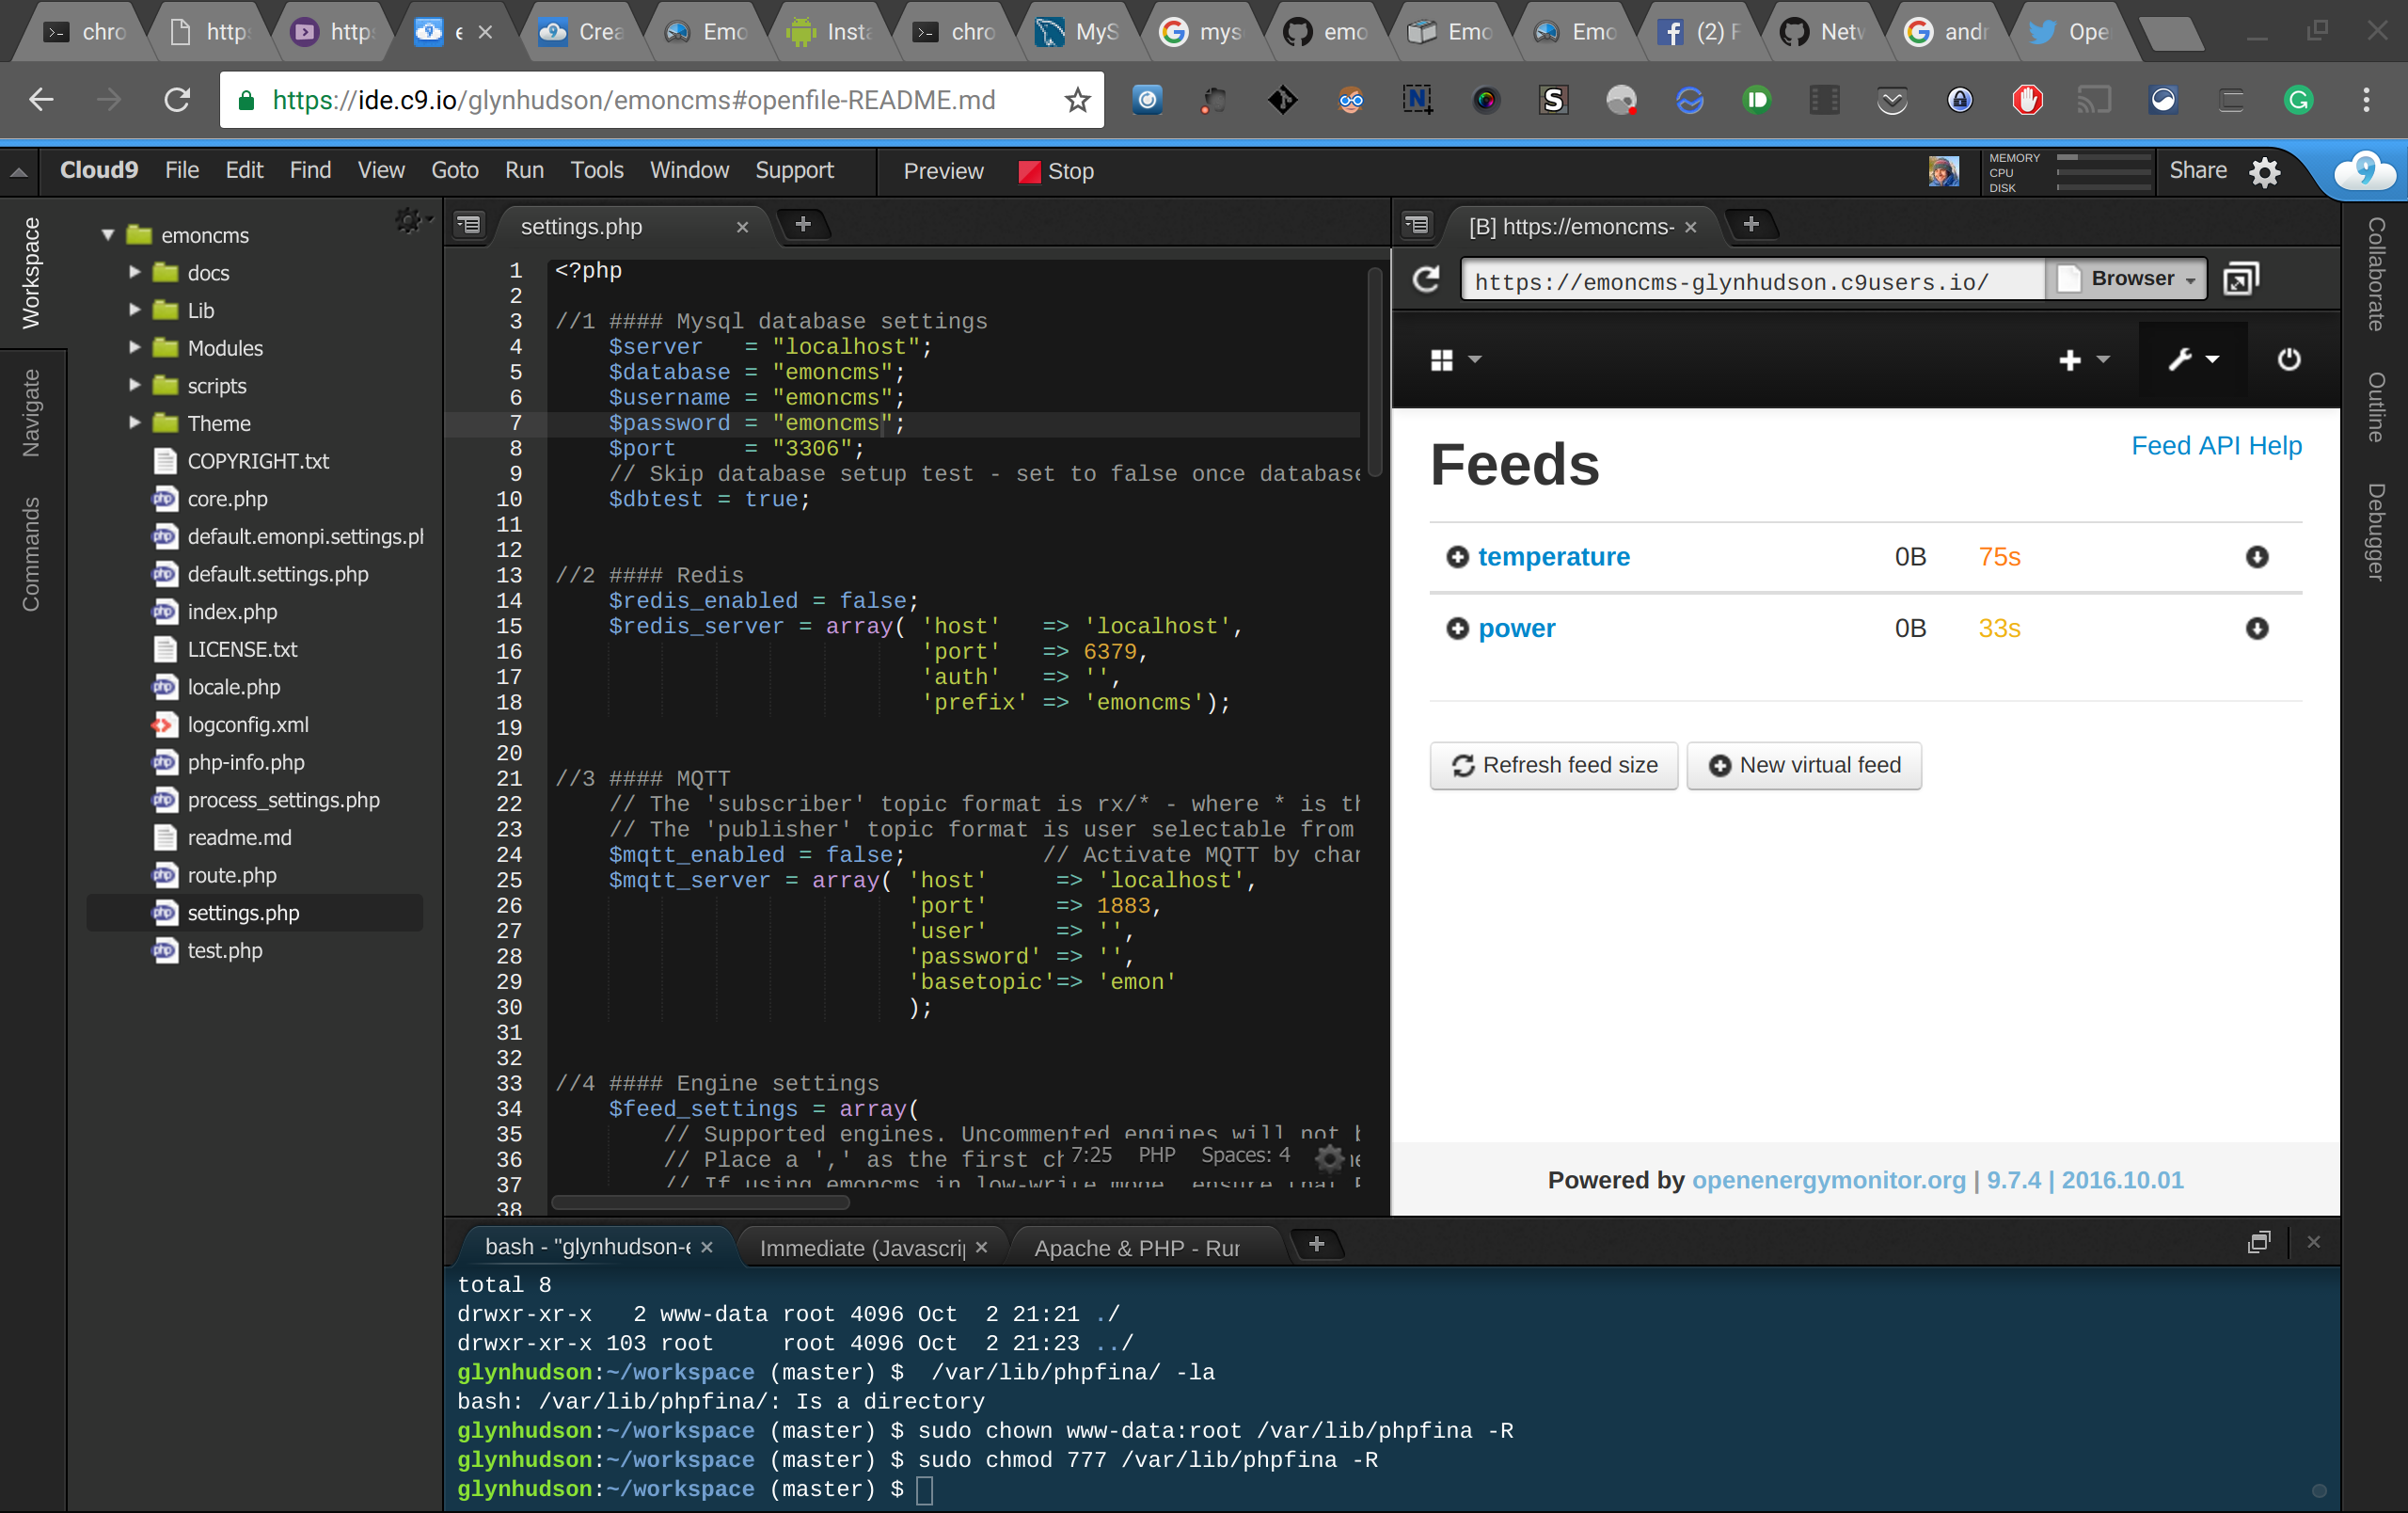 chro
http
http
e
Crea
Emo
Insta
chro
MyS
mys
emo
Emo
Emo
(2) F
Netw
andr
Ope
https://ide.c9.io/glynhudson/emoncms#openfile-README.md
Cloud9 File Edit Find View Goto Run Tools Window Support Preview Stop
MEMORY
CPU
DISK
Share
Workspace
Navigate
Commands
emoncms
docs
Lib
Modules
scripts
Theme
COPYRIGHT.txt
core.php
default.emonpi.settings.pl
default.settings.php
index.php
LICENSE.txt
locale.php
logconfig.xml
php-info.php
process_settings.php
readme.md
route.php
settings.php
test.php
settings.php
1 <?php
2
3 //1 #### Mysql database settings
4 $server   = "localhost";
5 $database = "emoncms";
6 $username = "emoncms";
7 $password = "emoncms";
8 $port     = "3306";
9 // Skip database setup test - set to false once database
10 $dbtest = true;
11
12
13 //2 #### Redis
14 $redis_enabled = false;
15 $redis_server = array( 'host'   => 'localhost',
16 'port'   => 6379,
17 'auth'   => '',
18 'prefix' => 'emoncms');
19
20
21 //3 #### MQTT
22 // The 'subscriber' topic format is rx/* - where * is th
23 // The 'publisher' topic format is user selectable from
24 $mqtt_enabled = false;          // Activate MQTT by char
25 $mqtt_server = array( 'host'     => 'localhost',
26 'port'     => 1883,
27 'user'     => '',
28 'password' => '',
29 'basetopic'=> 'emon'
30 );
31
32
33 //4 #### Engine settings
34 $feed_settings = array(
35 // Supported engines. Uncommented engines will not b
36 // Place a ',' as the first ch
37 // If using emoncms in low-write mode, ensure that
38
7:25 PHP Spaces: 4
[B] https://emoncms-
https://emoncms-glynhudson.c9users.io/
Browser
Feeds
Feed API Help
temperature 0B 75s
power 0B 33s
Refresh feed size
New virtual feed
Powered by openenergymonitor.org | 9.7.4 | 2016.10.01
Collaborate
Outline
Debugger
bash - "glynhudson-e
Immediate (Javascrip
Apache & PHP - Rur
total 8
drwxr-xr-x   2 www-data root 4096 Oct  2 21:21 ./
drwxr-xr-x 103 root     root 4096 Oct  2 21:23 ../
glynhudson:~/workspace (master) $  /var/lib/phpfina/ -la
bash: /var/lib/phpfina/: Is a directory
glynhudson:~/workspace (master) $ sudo chown www-data:root /var/lib/phpfina -R
glynhudson:~/workspace (master) $ sudo chmod 777 /var/lib/phpfina -R
glynhudson:~/workspace (master) $